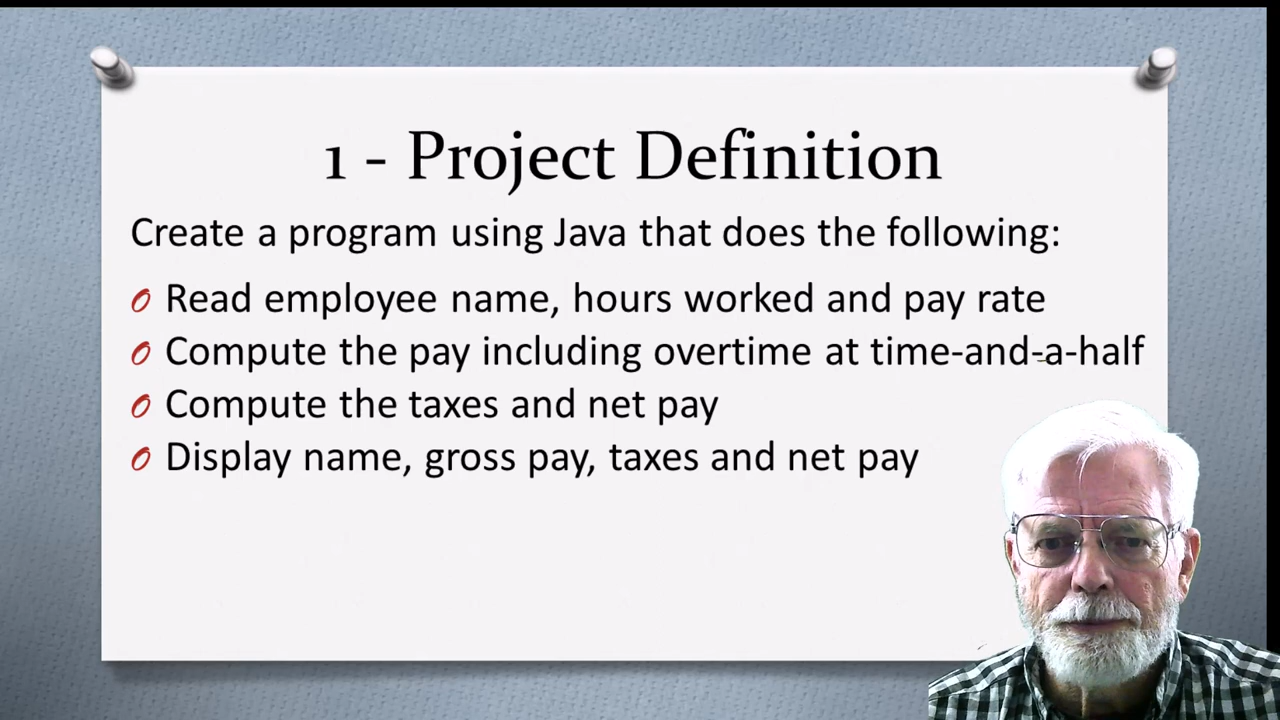 1 - Project Definition
Create a program using Java that does the following:
Read employee name, hours worked and pay rate
Compute the pay including overtime at time-and-a-half
Compute the taxes and net pay
Display name, gross pay, taxes and net pay